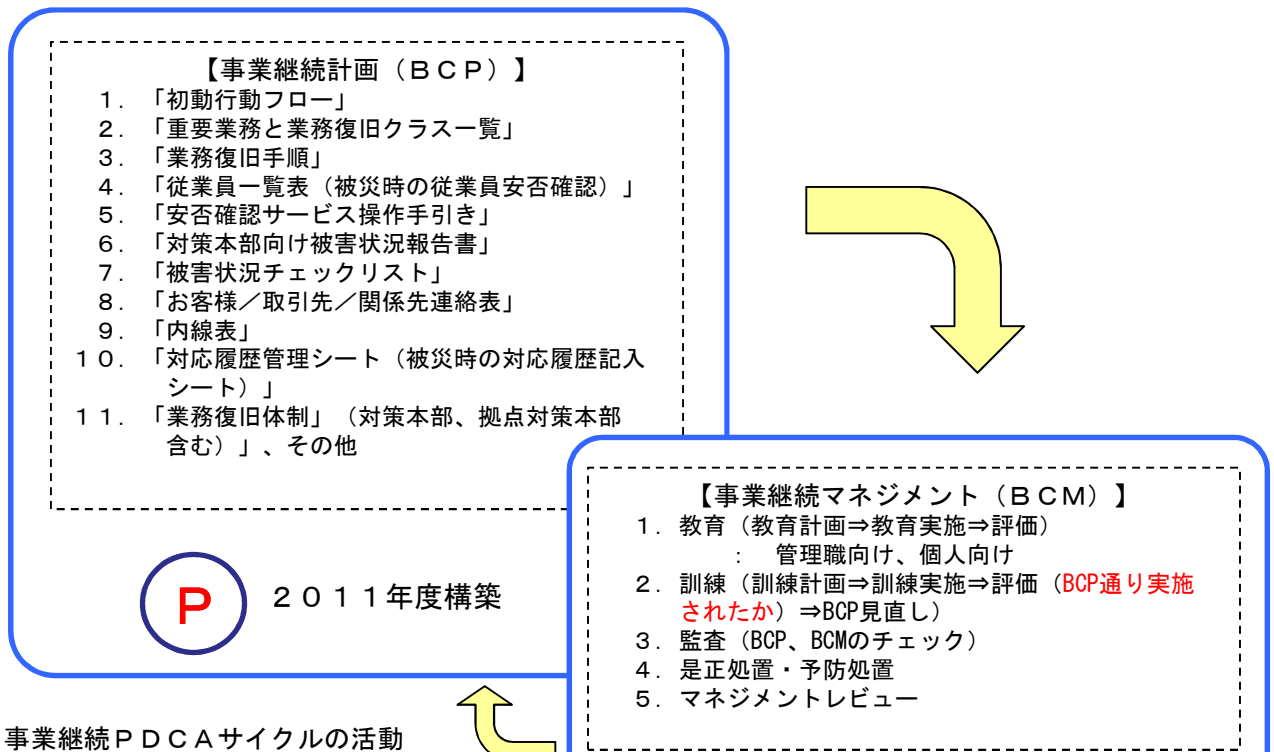 【事業継続計画（ＢＣＰ）】
１．「初動行動フロー」
２．「重要業務と業務復旧クラス一覧」
３．「業務復旧手順」
４．「従業員一覧表（被災時の従業員安否確認）」
５．「安否確認サービス操作手引き」
６．「対策本部向け被害状況報告書」
７．「被害状況チェックリスト」
８．「お客様／取引先／関係先連絡表」
９．「内線表」
１０．「対応履歴管理シート（被災時の対応履歴記入
シート）」
１１．「業務復旧体制」（対策本部、拠点対策本部
含む）」、その他
Ｐ
２０１１年度構築
【事業継続マネジメント（ＢＣＭ）】
１．教育（教育計画⇒教育実施⇒評価）
：　管理職向け、個人向け
２．訓練（訓練計画⇒訓練実施⇒評価（BCP通り実施
されたか）⇒BCP見直し）
３．監査（BCP、BCMのチェック）
４．是正処置・予防処置
５．マネジメントレビュー
事業継続ＰＤＣＡサイクルの活動